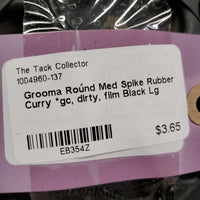 The Tack Collector
1004960-137
Grooma Round Med Spike Rubber
Curry *gc, dirty, film Black Lg
$3.65
EB354Z